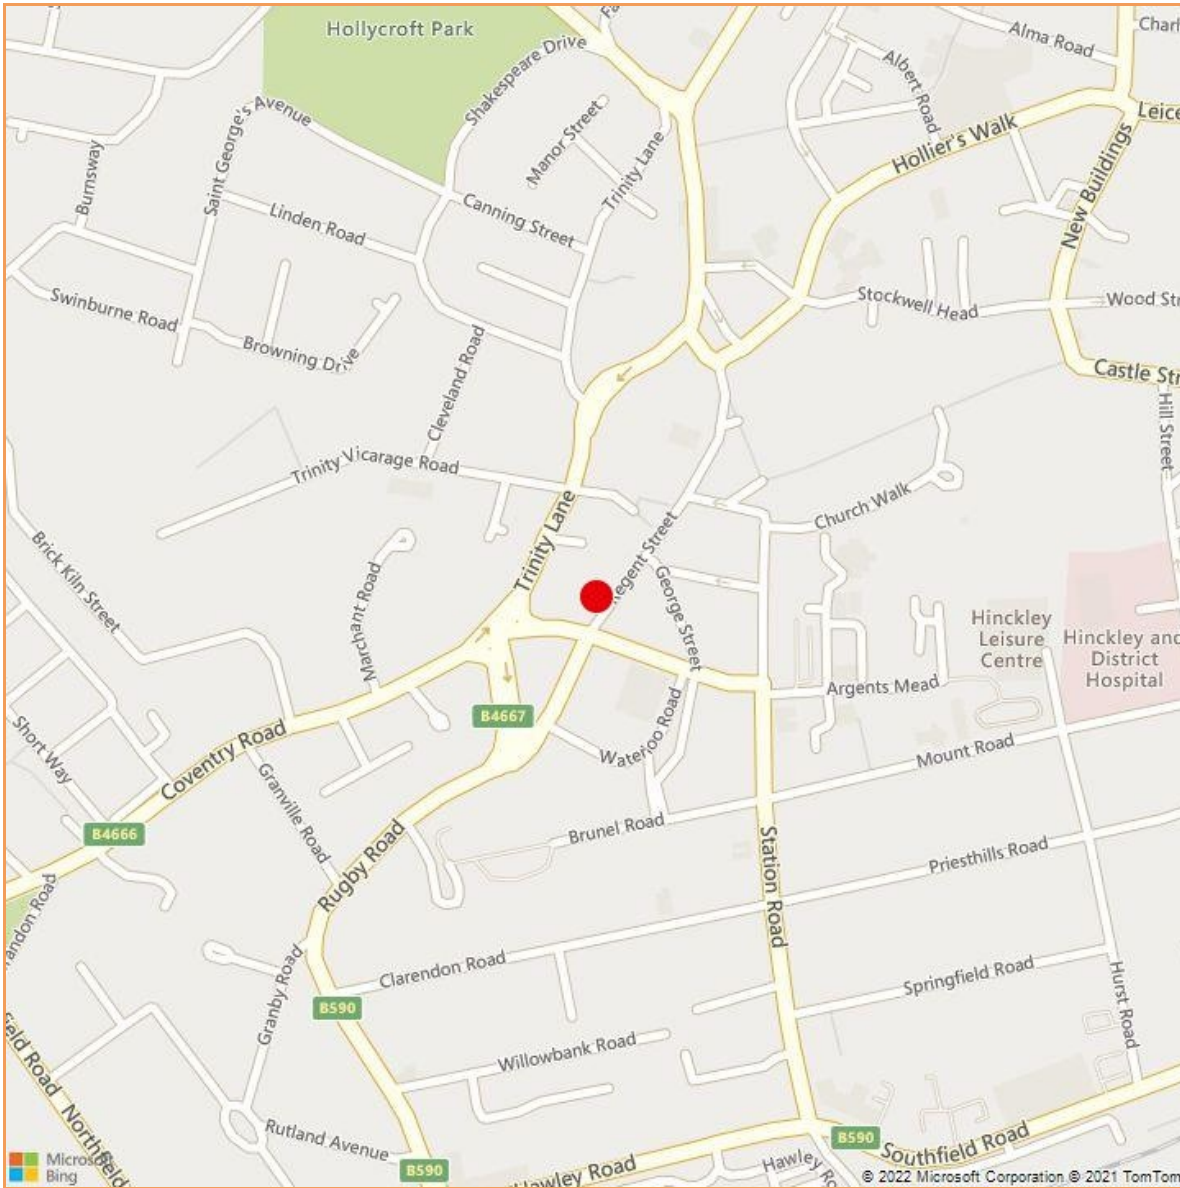 Hollycroft Park
Shakespeare Drive
Alma Road
Albert Road
Saint George's Avenue
Manor Street
Trinity Lane
Hollier's Walk
New Buildings
Burnsway
Linden Road
Canning Street
Swinburne Road
Browning Drive
Stockwell Head
Cleveland Road
Trinity Vicarage Road
Hill Street
Church Walk
Trinity Lane
Regent Street
George Street
Brick Kiln Street
Marchant Road
Hinckley
Leisure
Centre
Hinckley and
District
Hospital
Argents Mead
B4667
Waterloo Road
Mount Road
Short Way
Coventry Road
Granville Road
B4666
Brunel Road
Rugby Road
Station Road
Priesthills Road
Clarendon Road
Springfield Road
Granby Road
Hurst Road
B590
Willowbank Road
Northfield
Rutland Avenue
B590
Hawley Road
B590
Southfield Road
Microsoft
Bing
© 2022 Microsoft Corporation © 2021 TomTom